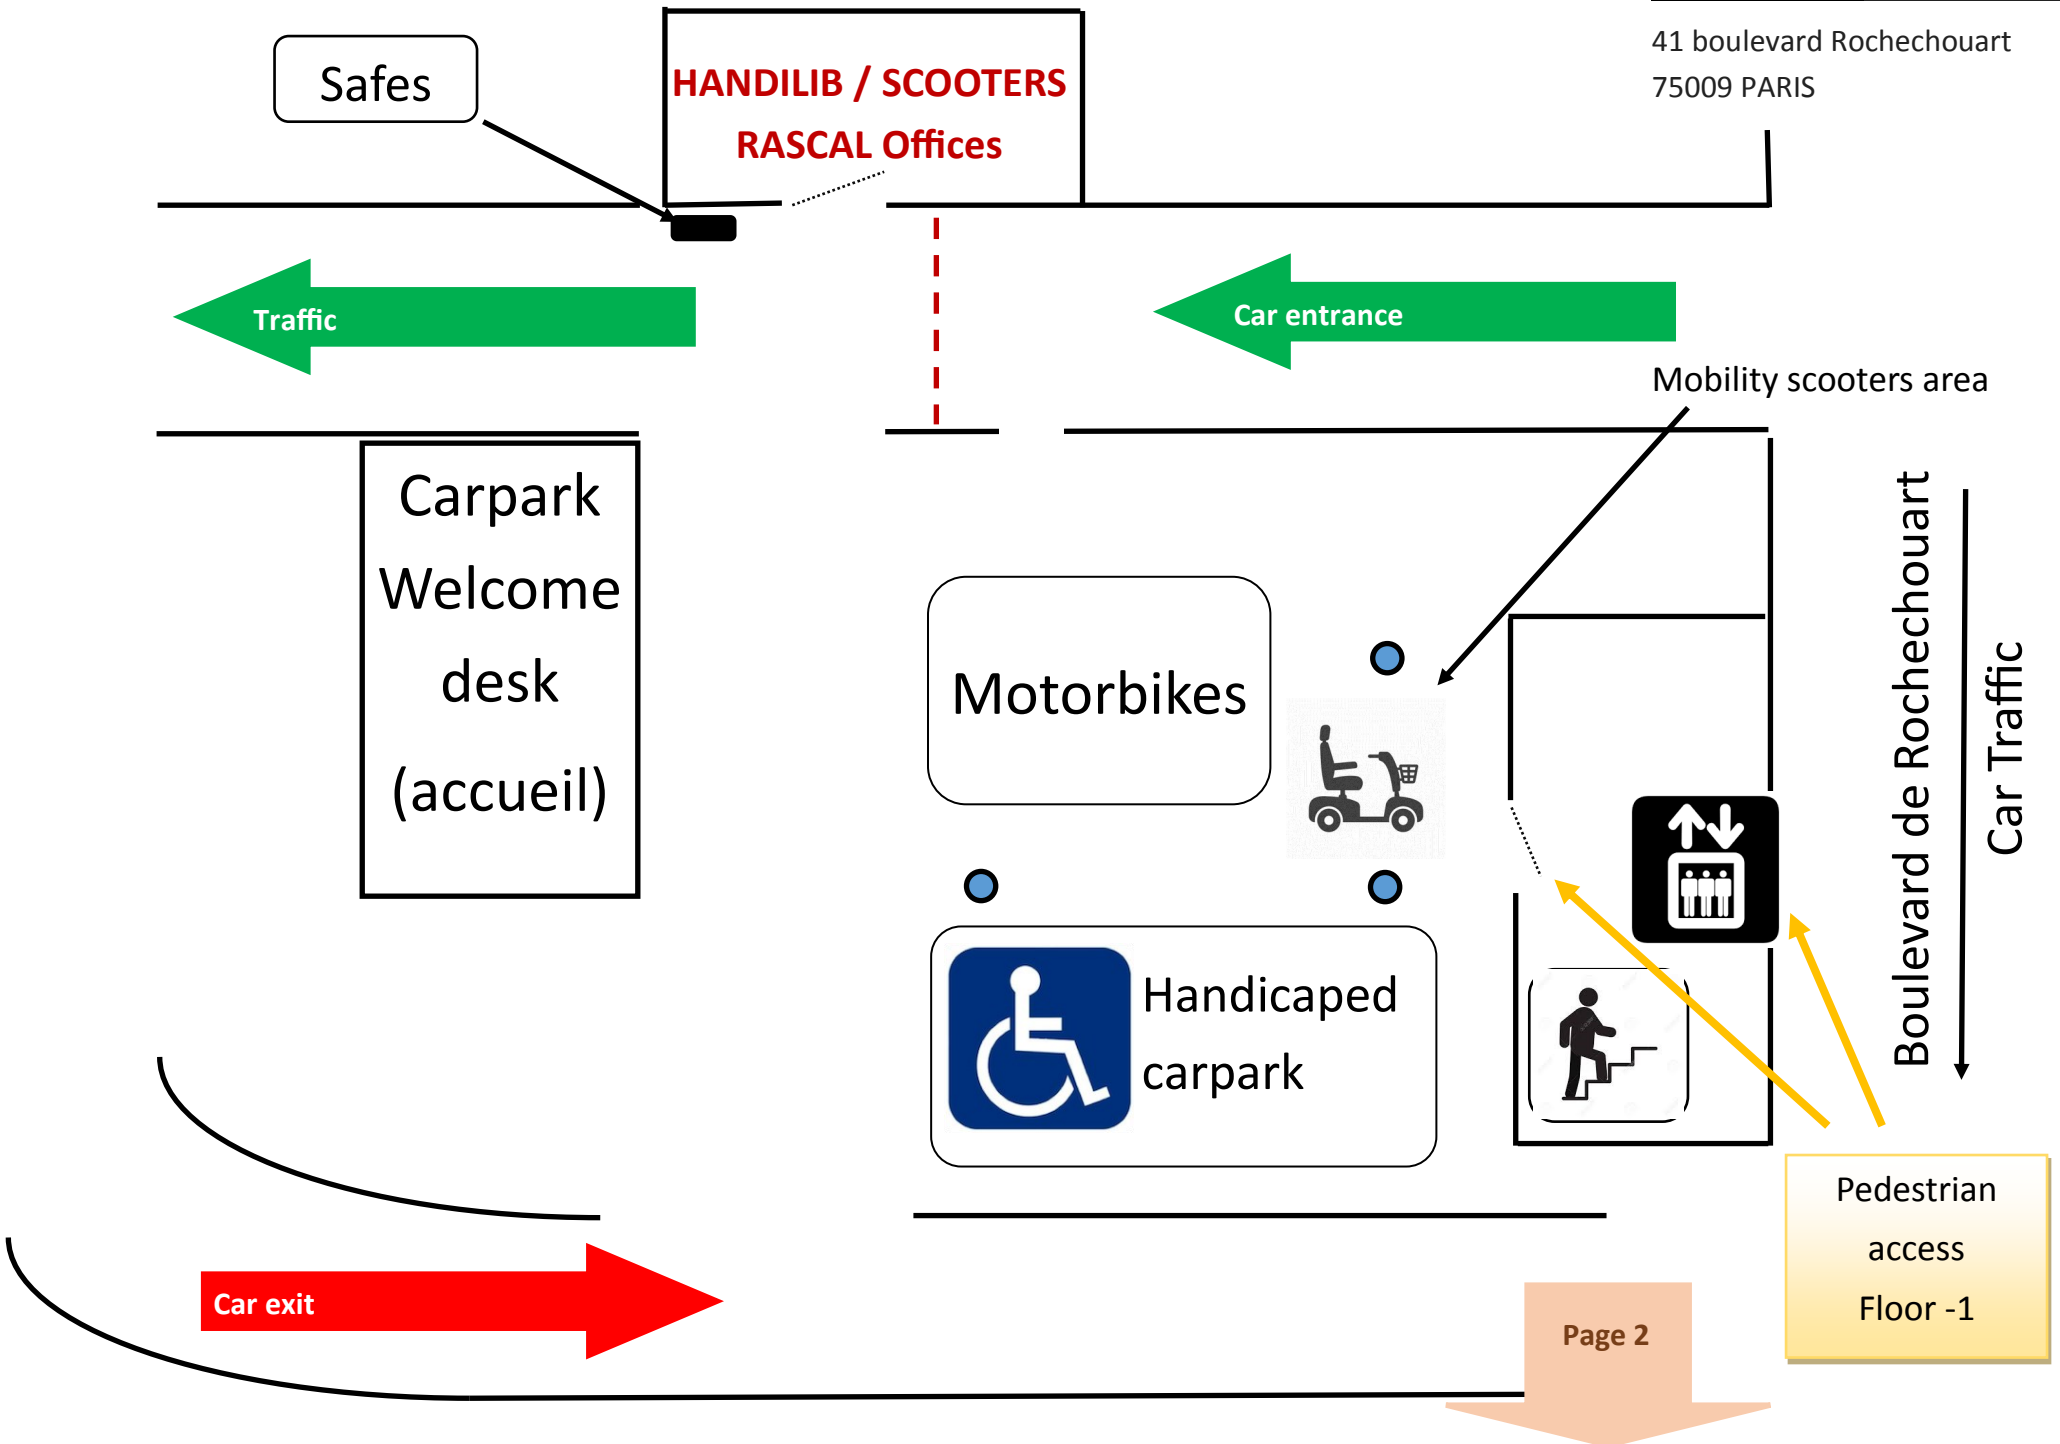 41 boulevard Rochechouart
75009 PARIS
Safes
HANDILIB / SCOOTERS
RASCAL Offices
Traffic
Car entrance
Mobility scooters area
Carpark
Welcome
desk
(accueil)
Motorbikes
Boulevard de Rochechouart
Car Traffic
Handicaped
carpark
Pedestrian
access
Floor -1
Car exit
Page 2